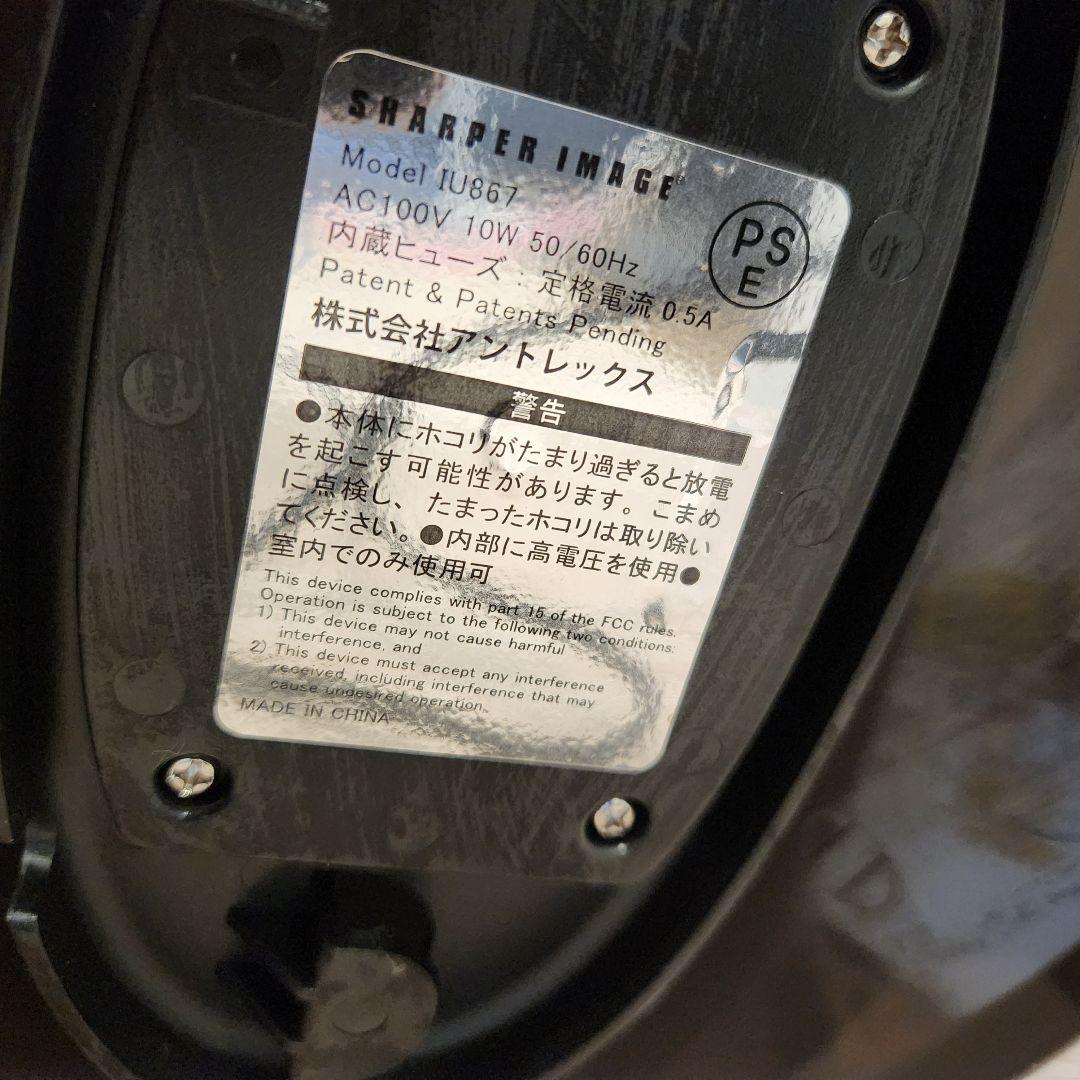 SHARPER IMAGE®
Model IU867
AC100V 10W 50/60Hz
PS
E
内蔵ヒューズ：定格電流 0.5A
Patent & Patents Pending
株式会社アントレックス
警告
●本体にホコリがたまり過ぎると放電
を起こす可能性があります。こまめ
に点検し、たまったホコリは取り除い
てください。●内部に高電圧を使用●
室内でのみ使用可
This device complies with part 15 of the FCC rules.
Operation is subject to the following two conditions:
1) This device may not cause harmful
interference, and
2) This device must accept any interference
received, including interference that may
cause undesired operation.
MADE IN CHINA